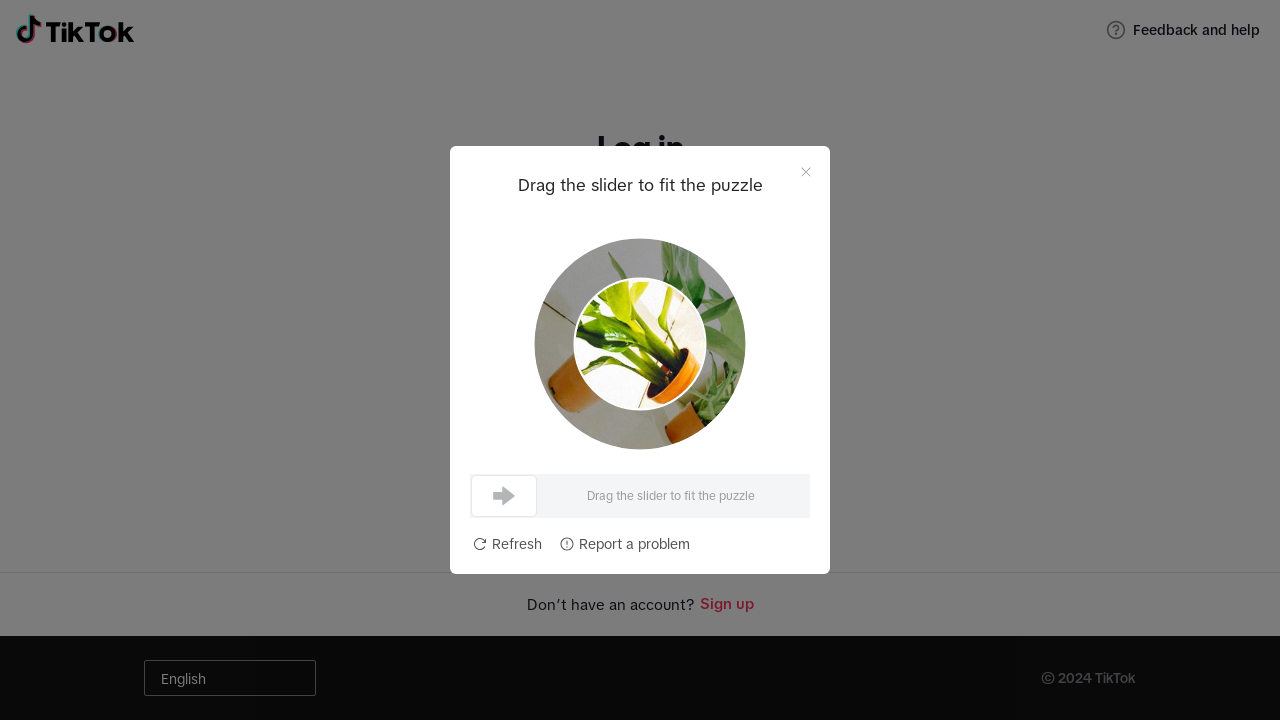 TikTok
Feedback and help
Log in
Drag the slider to fit the puzzle
Drag the slider to fit the puzzle
Refresh
Report a problem
Don’t have an account? Sign up
English
© 2024 TikTok